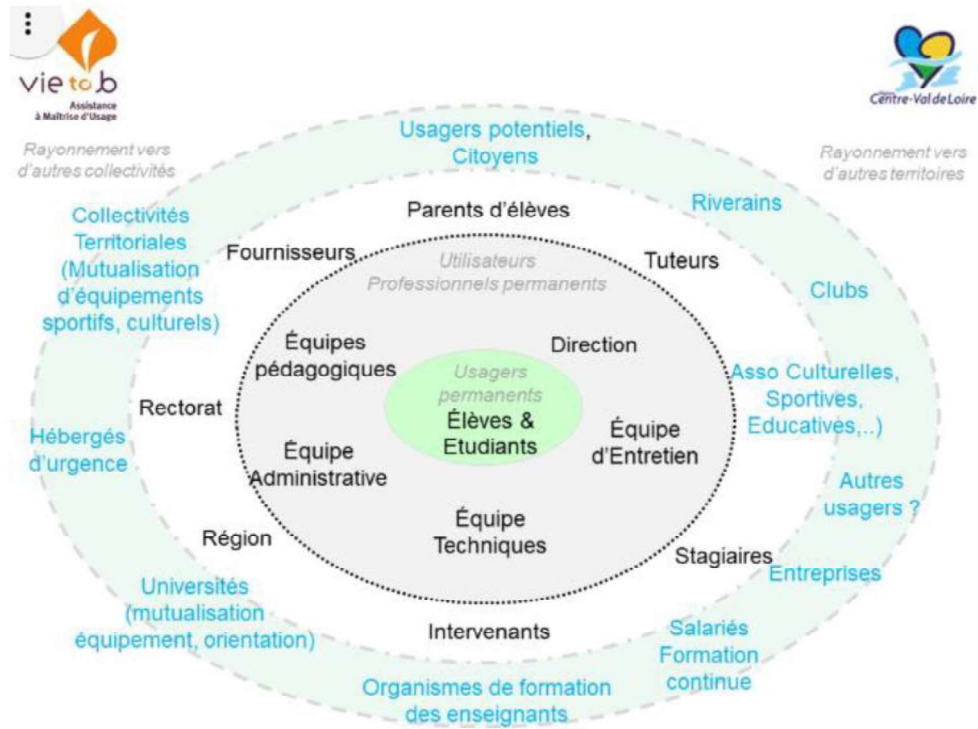 vie to b
Assistance
à Maîtrise d'Usage
Centre-Val de Loire
Rayonnement vers
d'autres collectivités
Rayonnement vers
d'autres territoires
Usagers potentiels,
Citoyens
Collectivités
Territoriales
(Mutualisation
d'équipements
sportifs, culturels)
Riverains
Parents d'élèves
Fournisseurs
Tuteurs
Utilisateurs
Professionnels permanents
Clubs
Équipes
pédagogiques
Direction
Usagers
permanents
Élèves &
Etudiants
Asso Culturelles,
Sportives,
Educatives,..)
Rectorat
Hébergés
d'urgence
Équipe
Administrative
Équipe
d'Entretien
Autres
usagers ?
Équipe
Techniques
Région
Stagiaires
Entreprises
Universités
(mutualisation
équipement, orientation)
Intervenants
Salariés
Formation
continue
Organismes de formation
des enseignants